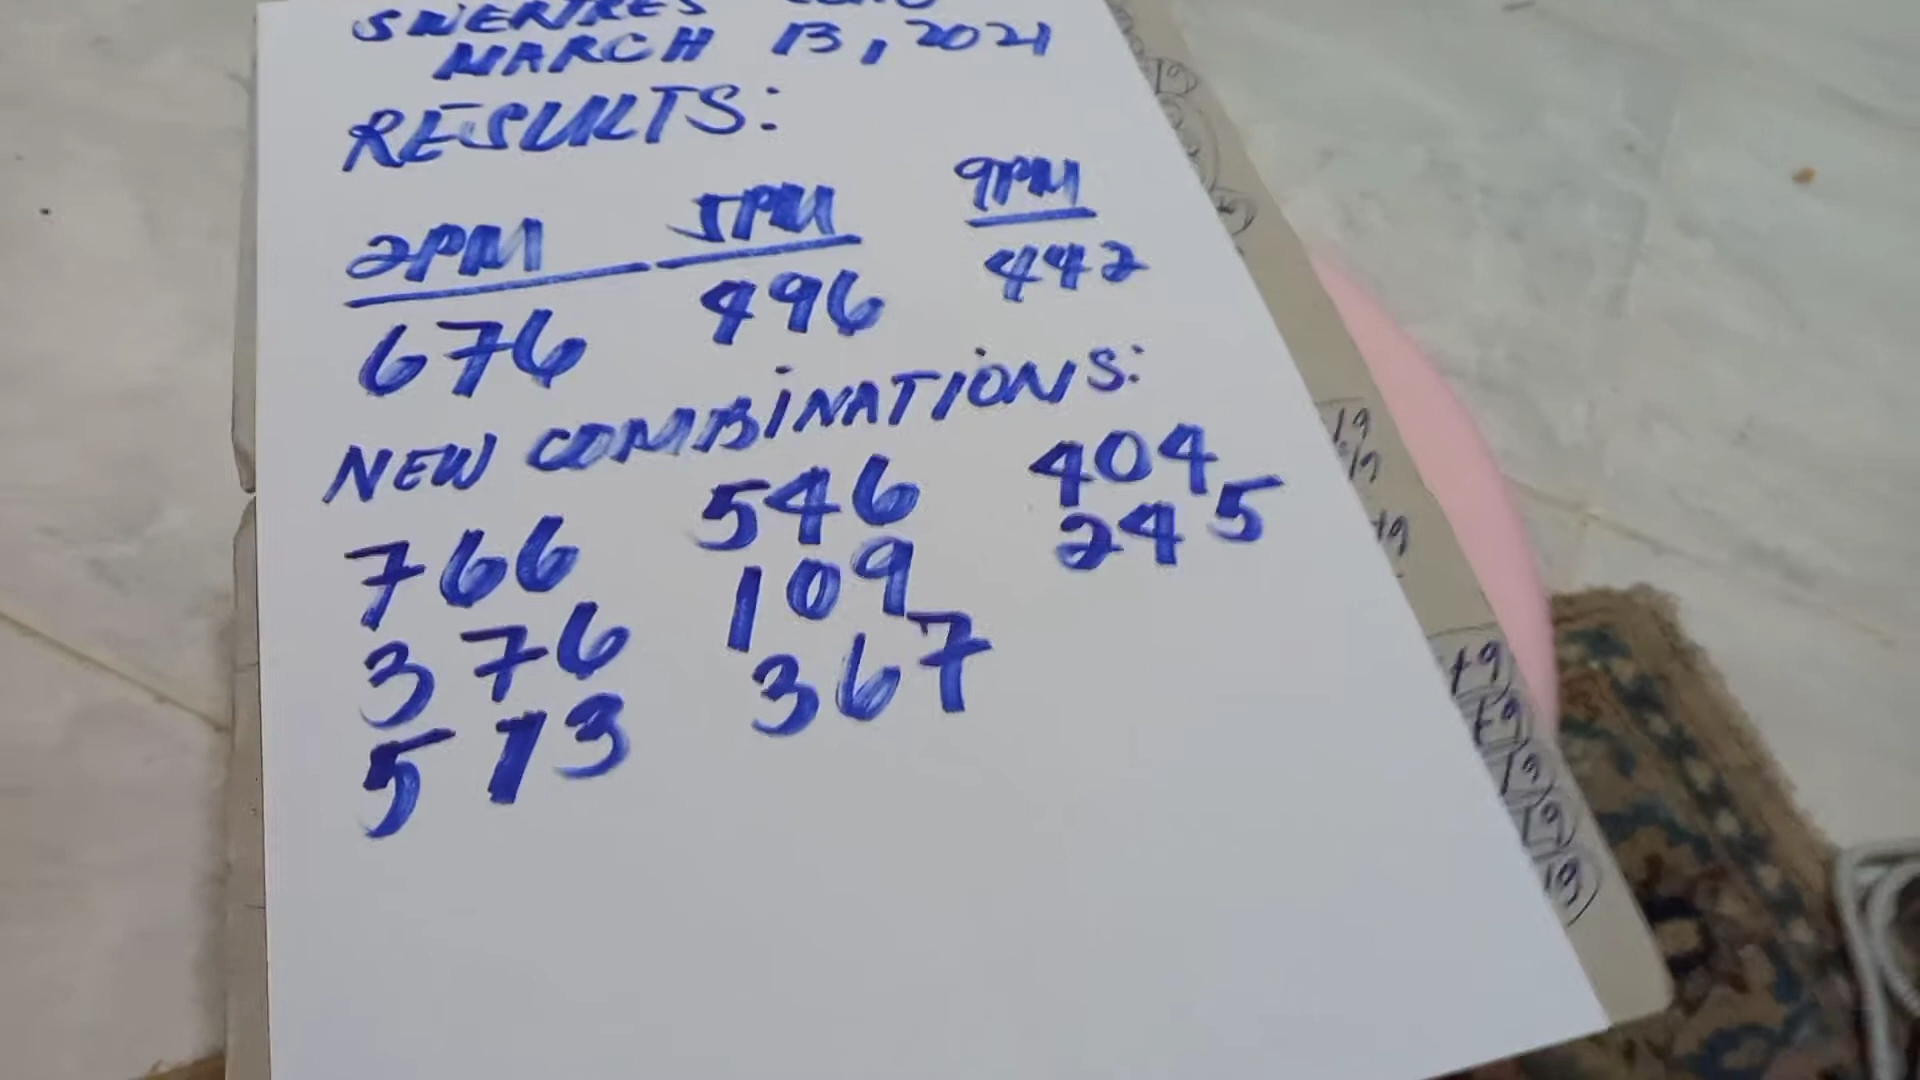 SWERTRES
MARCH 13, 2021
RESULTS:
2PM 5PM 9PM
676 496 442
NEW COMBINATIONS:
766 546 404
376 109 245
573 367